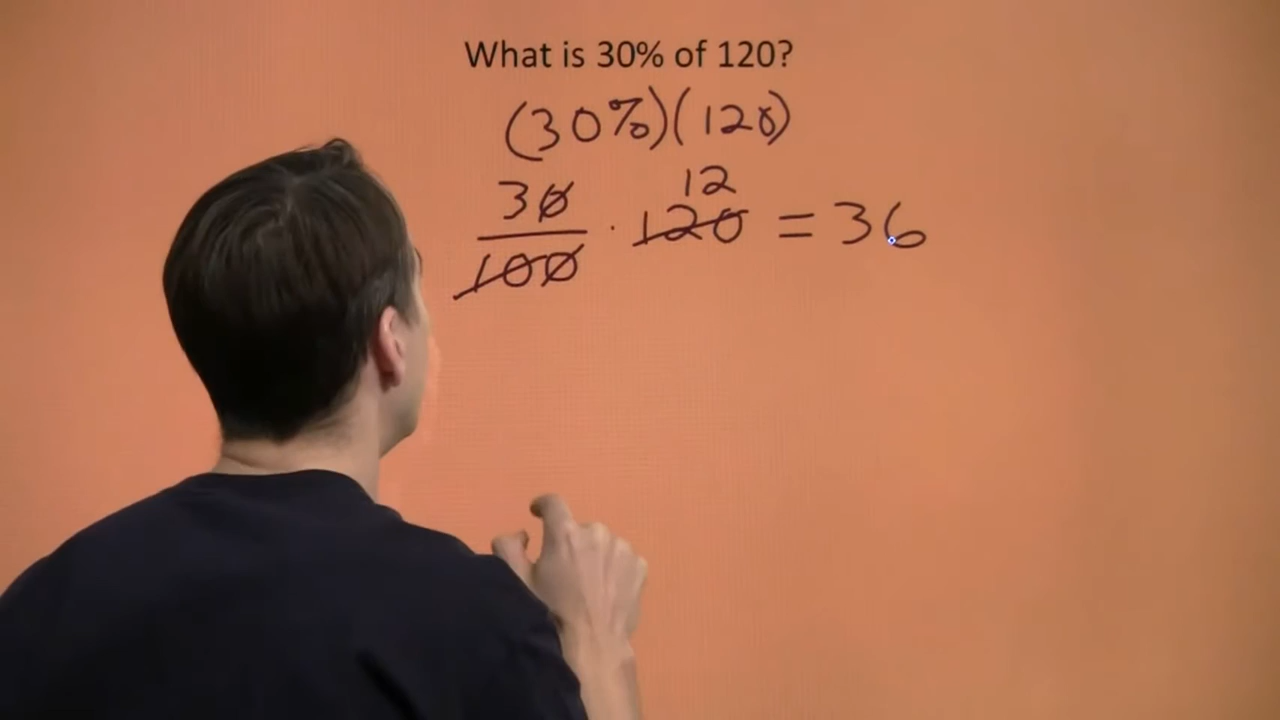 What is 30% of 120?
(30%)(120)
12
30/100 · 120 = 36